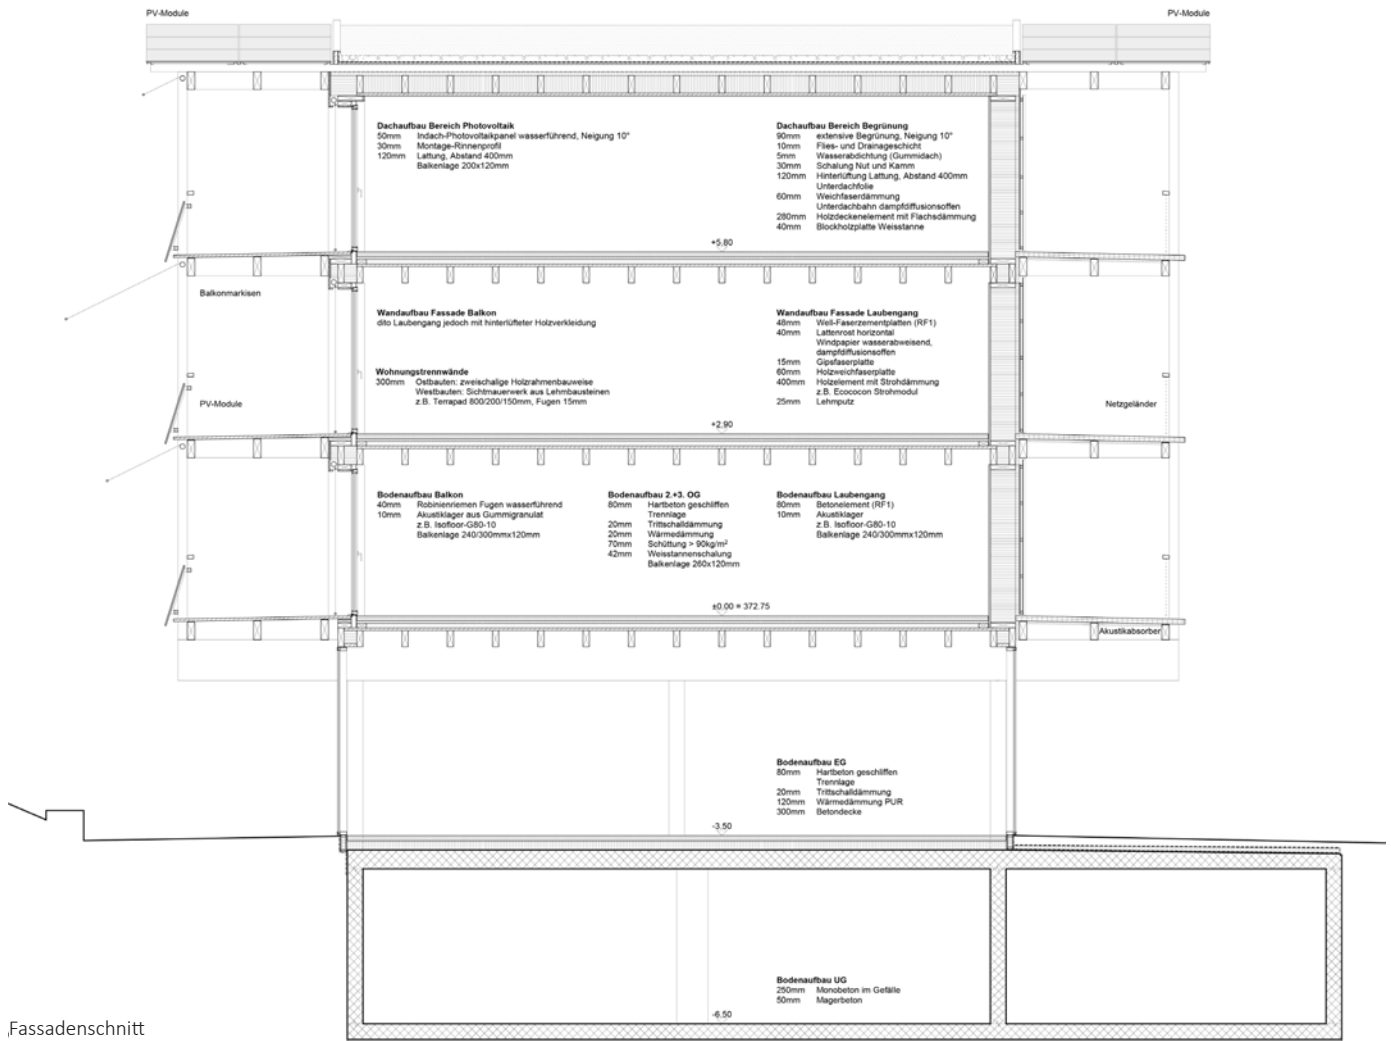 PV-Module
PV-Module
Dachaufbau Bereich Photovoltaik
50mm Indach-Photovoltaikpanel wasserführend, Neigung 10°
30mm Montage-Rinnenprofil
120mm Lattung, Abstand 400mm
Balkenlage 200x120mm
Dachaufbau Bereich Begrünung
90mm extensive Begrünung, Neigung 10°
10mm Flies- und Drainageschicht
5mm Wasserabdichtung (Gummidach)
30mm Schalung Nut und Kamm
120mm Hinterlüftung Lattung, Abstand 400mm
Unterdachfolie
60mm Weichfaserdämmung
Unterdachbahn dampfdiffusionsoffen
280mm Holzdeckenelement mit Flachsdämmung
40mm Blockholzplatte Weisstanne
+5.80
Balkonmarkisen
Wandaufbau Fassade Balkon
dito Laubengang jedoch mit hinterlüfteter Holzverkleidung
Wohnungstrennwände
300mm Ostbauten: zweischalige Holzrahmenbauweise
Westbauten: Sichtmauerwerk aus Lehmbausteinen
z.B. Terrapad 800/200/150mm, Fugen 15mm
Wandaufbau Fassade Laubengang
48mm Well-Faserzementplatten (RF1)
40mm Lattenrost horizontal
Windpapier wasserabweisend,
dampfdiffusionsoffen
15mm Gipsfaserplatte
60mm Holzweichfaserplatte
400mm Holzelement mit Strohdämmung
z.B. Ecococon Strohmodul
25mm Lehmputz
PV-Module
Netzgeländer
+2.90
Bodenaufbau Balkon
40mm Robinienriemen Fugen wasserführend
10mm Akustiklager aus Gummigranulat
z.B. Isofloor-G80-10
Balkenlage 240/300mmx120mm
Bodenaufbau 2.+3. OG
80mm Hartbeton geschliffen
Trennlage
20mm Trittschalldämmung
20mm Wärmedämmung
70mm Schüttung > 90kg/m²
42mm Weisstannenschalung
Balkenlage 260x120mm
Bodenaufbau Laubengang
80mm Betonelement (RF1)
10mm Akustiklager
z.B. Isofloor-G80-10
Balkenlage 240/300mmx120mm
±0.00 = 372.75
Akustikabsorber
Bodenaufbau EG
80mm Hartbeton geschliffen
Trennlage
20mm Trittschalldämmung
120mm Wärmedämmung PUR
300mm Betondecke
-3.50
Bodenaufbau UG
250mm Monobeton im Gefälle
50mm Magerbeton
-6.50
Fassadenschnitt